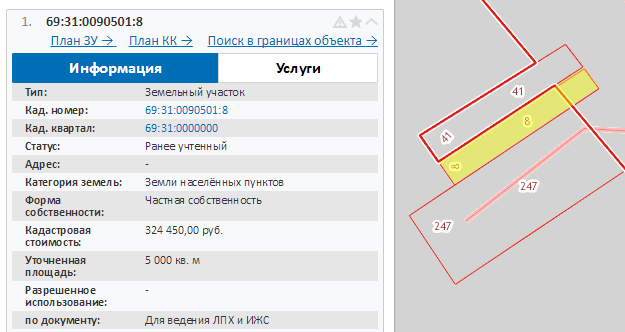 1. 69:31:0090501:8
План ЗУ → План КК → Поиск в границах объекта →
Информация Услуги
Тип: Земельный участок
Кад. номер: 69:31:0090501:8
Кад. квартал: 69:31:0000000
Статус: Ранее учтенный
Адрес: -
Категория земель: Земли населённых пунктов
Форма
собственности: Частная собственность
Кадастровая
стоимость: 324 450,00 руб.
Уточненная
площадь: 5 000 кв. м
Разрешенное
использование: -
по документу: Для ведения ЛПХ и ИЖС
41
41
8
8
247
247